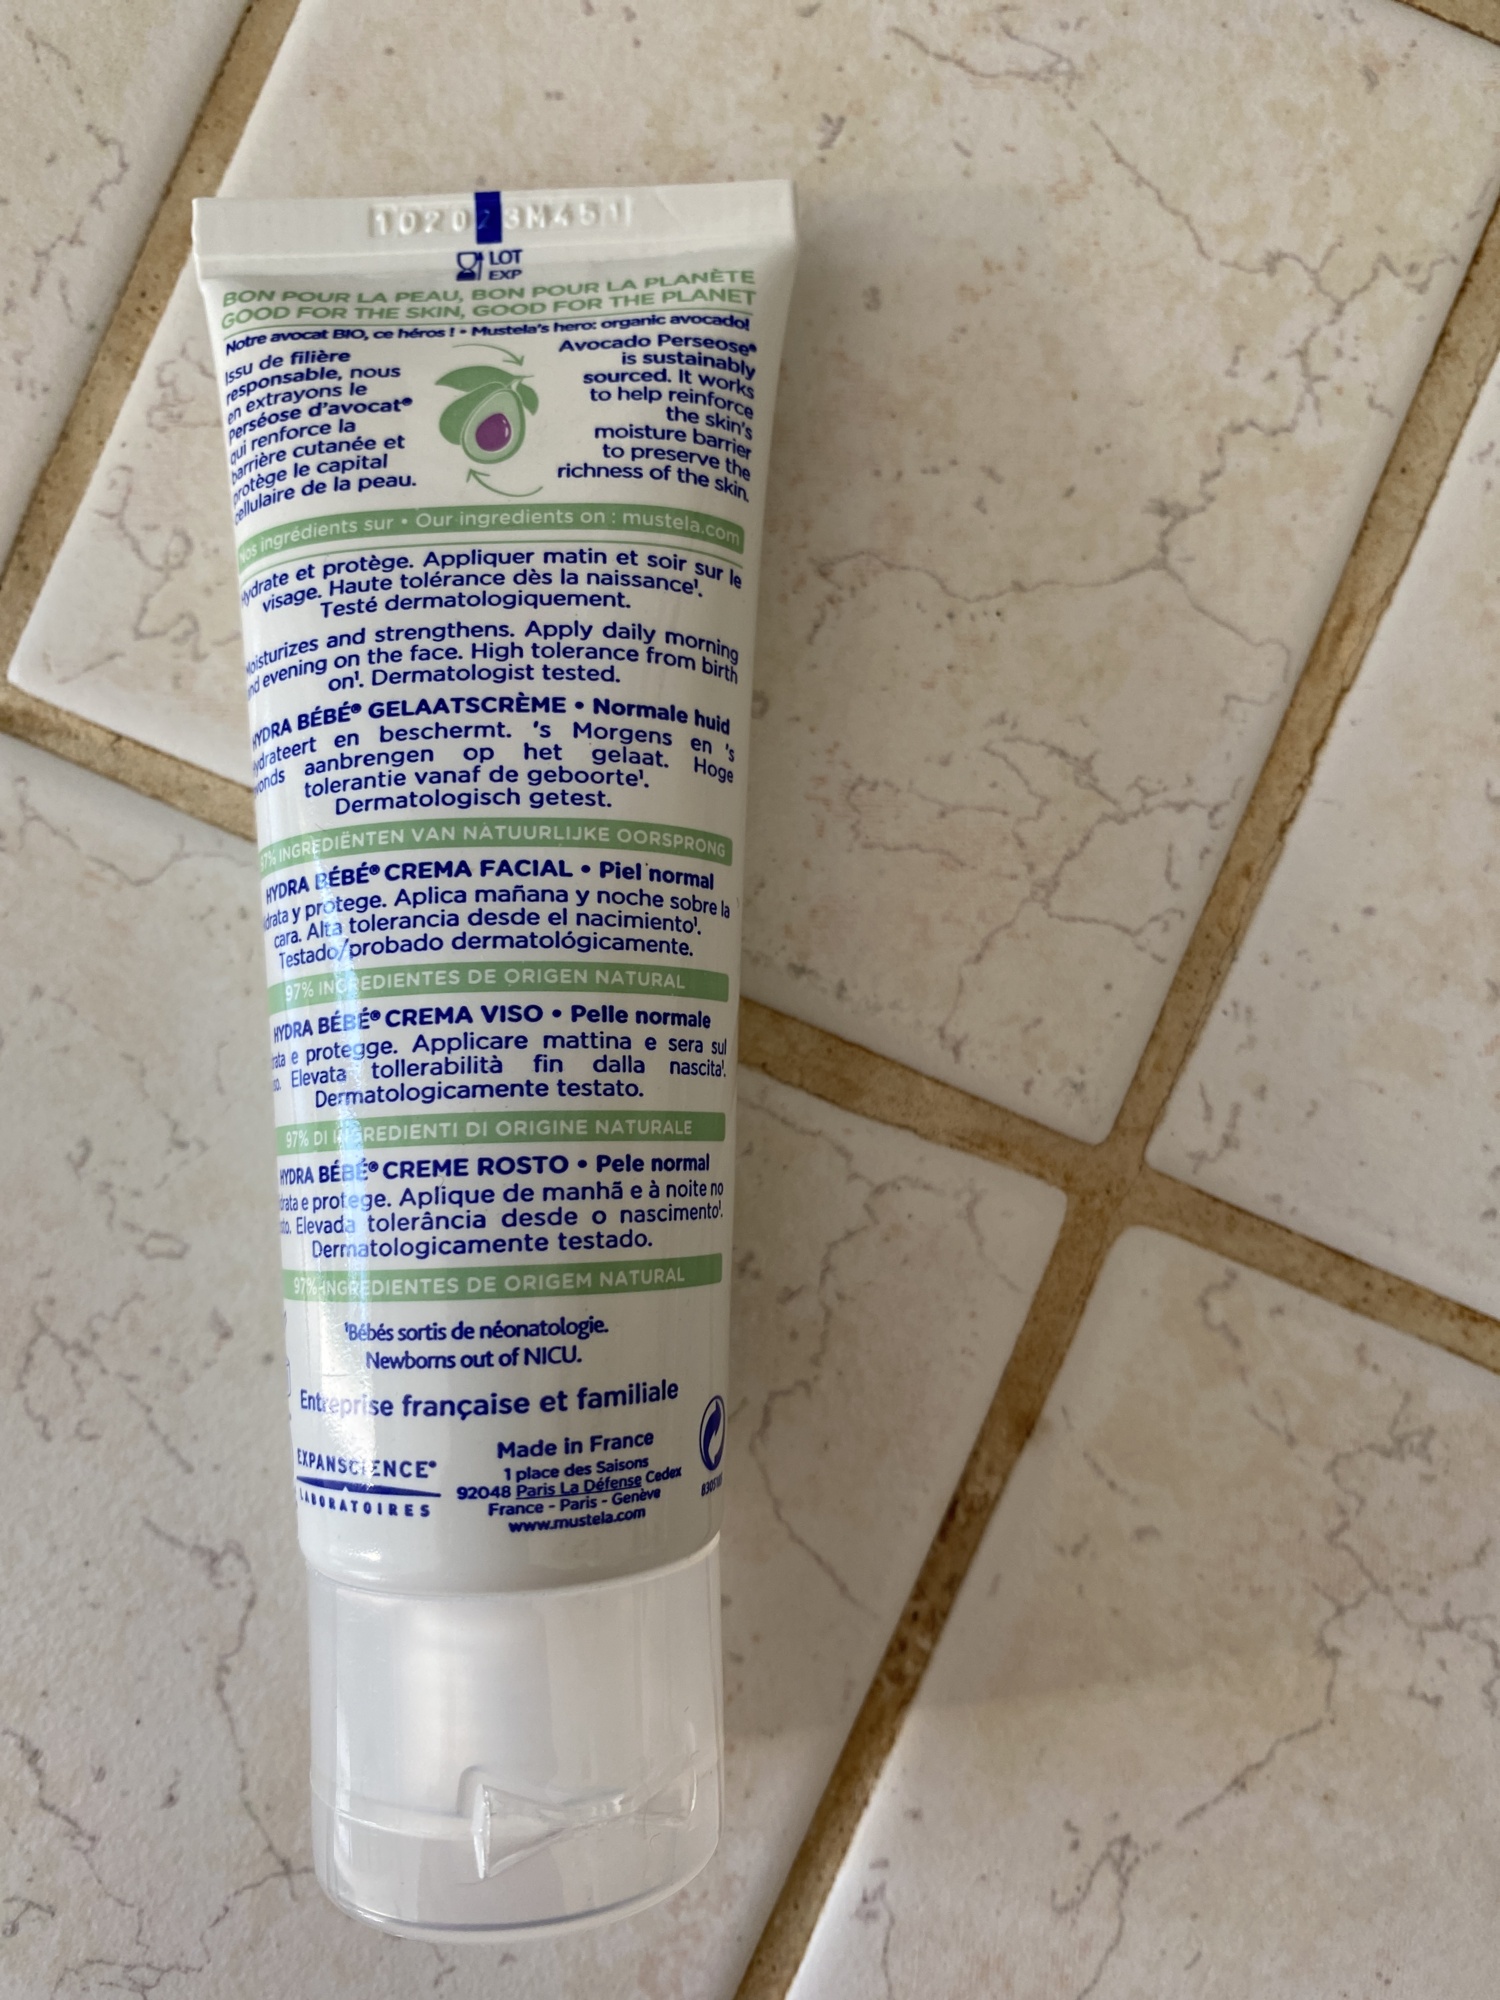 LOT
EXP
BON POUR LA PEAU, BON POUR LA PLANÈTE
GOOD FOR THE SKIN, GOOD FOR THE PLANET
Notre avocat BIO, ce héros ! • Mustela's hero: organic avocado!
Issu de filière
responsable, nous
en extrayons le
Perséose d'avocat®
qui renforce la
barrière cutanée et
protège le capital
cellulaire de la peau.
Avocado Perseose®
is sustainably
sourced. It works
to help reinforce
the skin's
moisture barrier
to preserve the
richness of the skin.
Nos ingrédients sur • Our ingredients on : mustela.com
Hydrate et protège. Appliquer matin et soir sur le
visage. Haute tolérance dès la naissance¹.
Testé dermatologiquement.
Moisturizes and strengthens. Apply daily morning
and evening on the face. High tolerance from birth
on¹. Dermatologist tested.
HYDRA BÉBÉ® GELAATSCRÈME • Normale huid
Hydrateert en beschermt. 's Morgens en 's
avonds aanbrengen op het gelaat. Hoge
tolerantie vanaf de geboorte¹.
Dermatologisch getest.
97% INGREDIËNTEN VAN NATUURLIJKE OORSPRONG
HYDRA BÉBÉ® CREMA FACIAL • Piel normal
drata y protege. Aplica mañana y noche sobre la
cara. Alta tolerancia desde el nacimiento¹.
Testado/probado dermatológicamente.
97% INGREDIENTES DE ORIGEN NATURAL
HYDRA BÉBÉ® CREMA VISO • Pelle normale
rata e protegge. Applicare mattina e sera sul
so. Elevata tollerabilità fin dalla nascita¹.
Dermatologicamente testato.
97% DI INGREDIENTI DI ORIGINE NATURALE
HYDRA BÉBÉ® CREME ROSTO • Pele normal
drata e protege. Aplique de manhã e à noite no
to. Elevada tolerância desde o nascimento¹.
Dermatologicamente testado.
97% INGREDIENTES DE ORIGEM NATURAL
¹Bébés sortis de néonatologie.
Newborns out of NICU.
Entreprise française et familiale
EXPANSCIENCE®
LABORATOIRES
Made in France
1 place des Saisons
92048 Paris La Défense Cedex
France - Paris - Genève
www.mustela.com